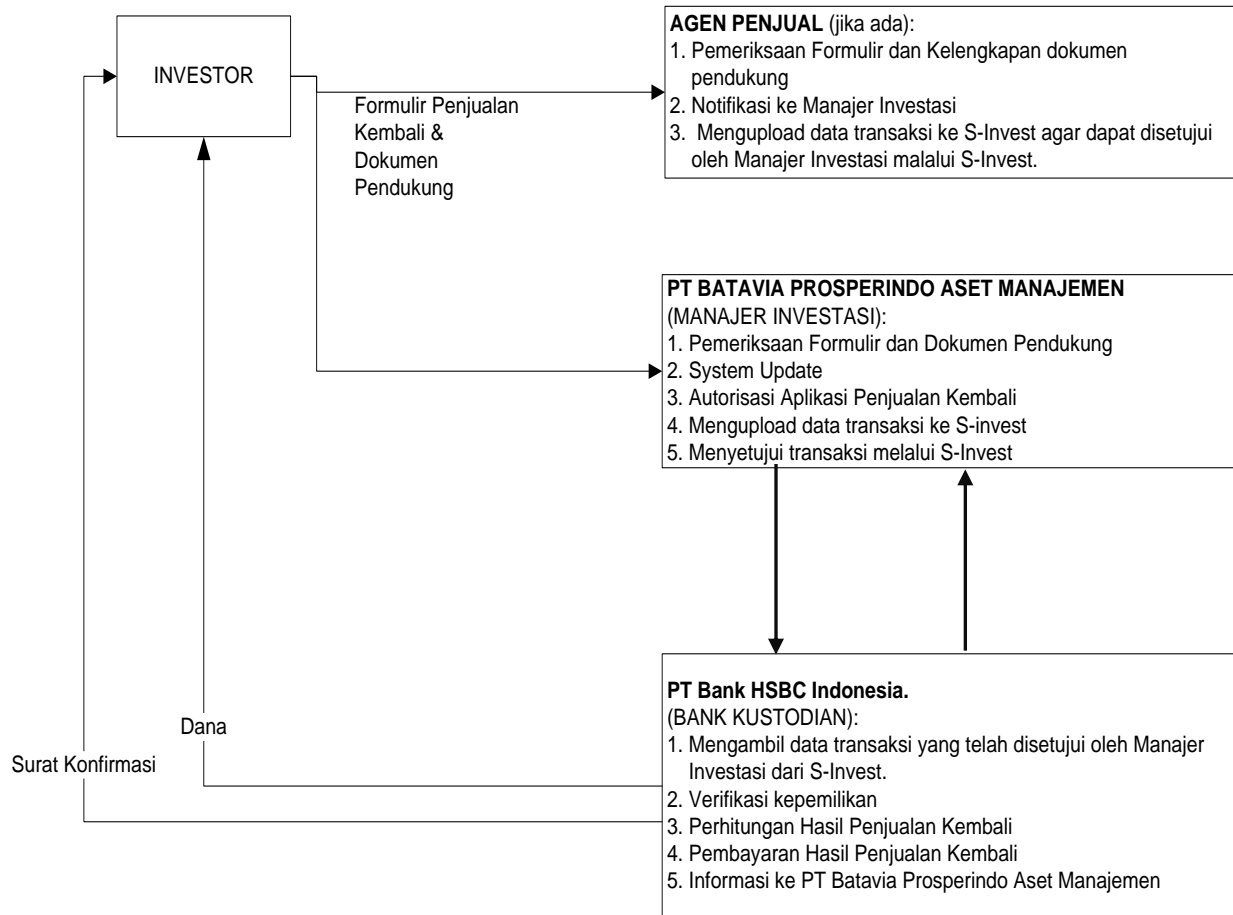 INVESTOR
Formulir Penjualan
Kembali &
Dokumen
Pendukung
AGEN PENJUAL (jika ada):
1. Pemeriksaan Formulir dan Kelengkapan dokumen
pendukung
2. Notifikasi ke Manajer Investasi
3. Mengupload data transaksi ke S-Invest agar dapat disetujui
oleh Manajer Investasi malalui S-Invest.
PT BATAVIA PROSPERINDO ASET MANAJEMEN
(MANAJER INVESTASI):
1. Pemeriksaan Formulir dan Dokumen Pendukung
2. System Update
3. Autorisasi Aplikasi Penjualan Kembali
4. Mengupload data transaksi ke S-invest
5. Menyetujui transaksi melalui S-Invest
PT Bank HSBC Indonesia.
(BANK KUSTODIAN):
1. Mengambil data transaksi yang telah disetujui oleh Manajer
Investasi dari S-Invest.
2. Verifikasi kepemilikan
3. Perhitungan Hasil Penjualan Kembali
4. Pembayaran Hasil Penjualan Kembali
5. Informasi ke PT Batavia Prosperindo Aset Manajemen
Dana
Surat Konfirmasi